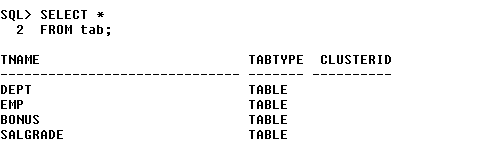 SQL> SELECT *
  2  FROM tab;
TNAME                          TABTYPE  CLUSTERID
------------------------------ ------- ----------
DEPT                           TABLE
EMP                            TABLE
BONUS                          TABLE
SALGRADE                       TABLE